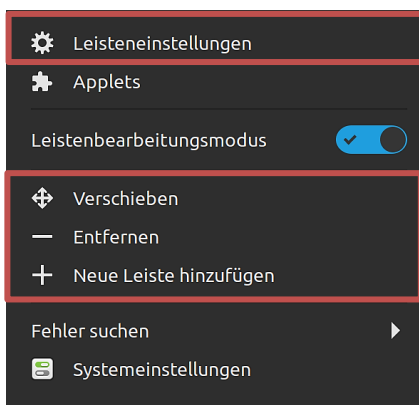 Leisteneinstellungen
Applets
Leistenbearbeitungsmodus
Verschieben
Entfernen
Neue Leiste hinzufügen
Fehler suchen
Systemeinstellungen